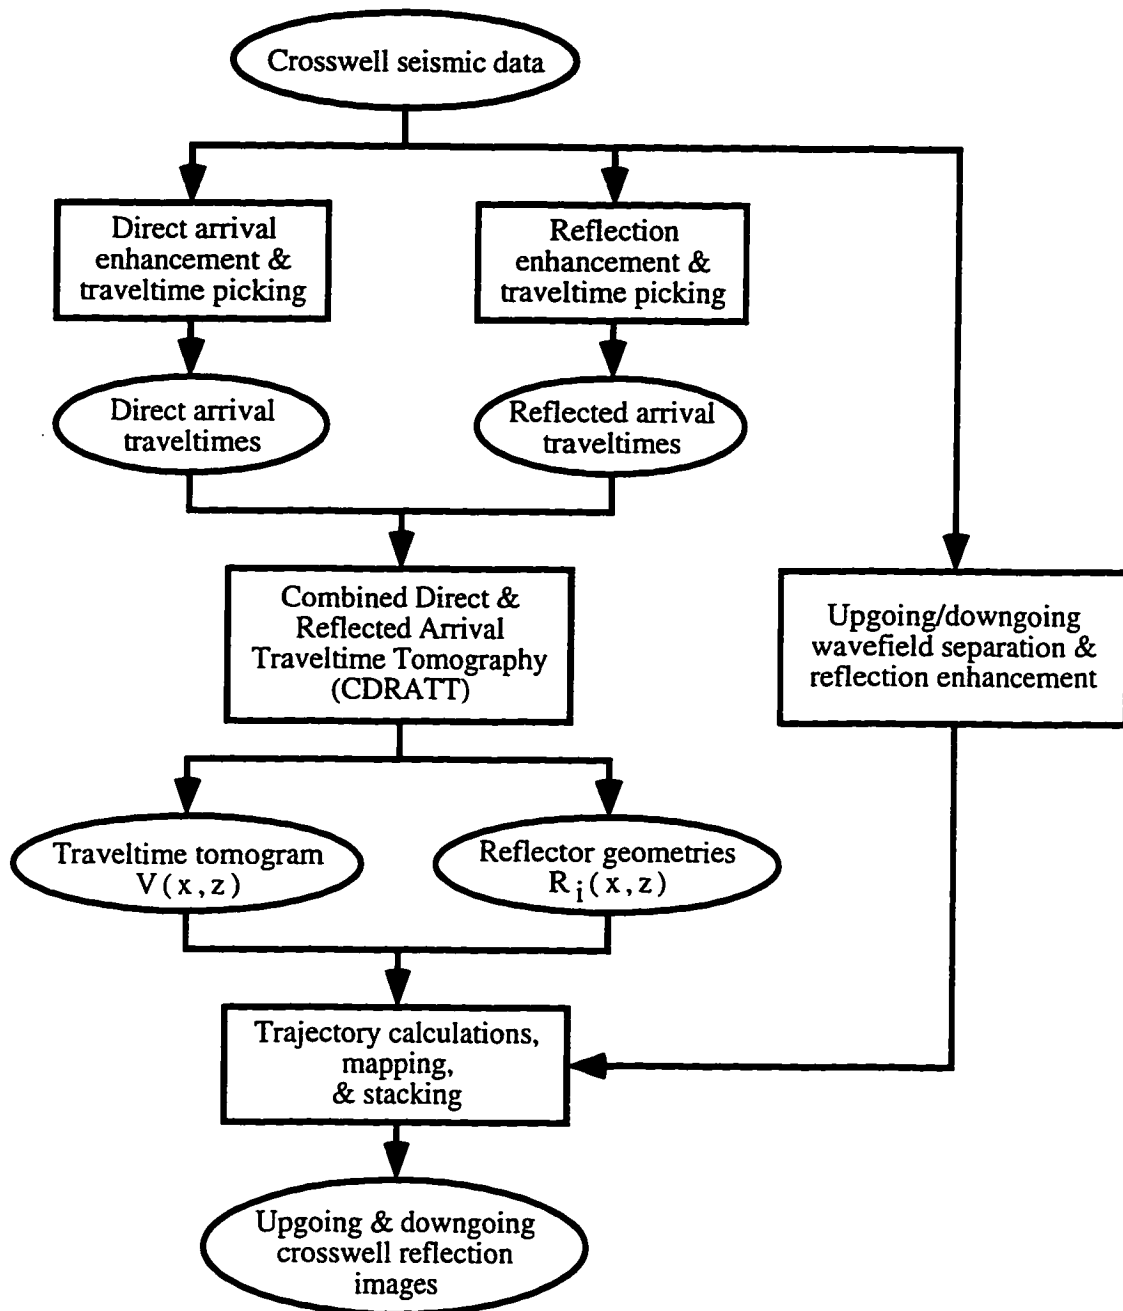 Crosswell seismic data
Direct arrival
enhancement &
traveltime picking
Reflection
enhancement &
traveltime picking
Direct arrival
traveltimes
Reflected arrival
traveltimes
Combined Direct &
Reflected Arrival
Traveltime Tomography
(CDRATT)
Upgoing/downgoing
wavefield separation &
reflection enhancement
Traveltime tomogram
V(x,z)
Reflector geometries
R_i(x,z)
Trajectory calculations,
mapping,
& stacking
Upgoing & downgoing
crosswell reflection
images